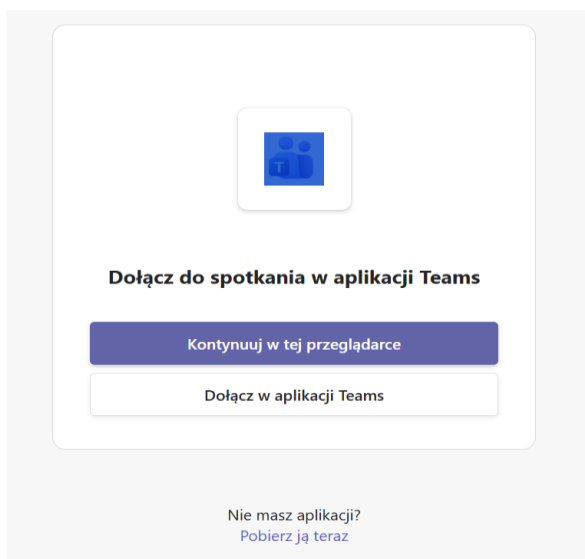 T
Dołącz do spotkania w aplikacji Teams
Kontynuuj w tej przeglądarce
Dołącz w aplikacji Teams
Nie masz aplikacji?
Pobierz ją teraz